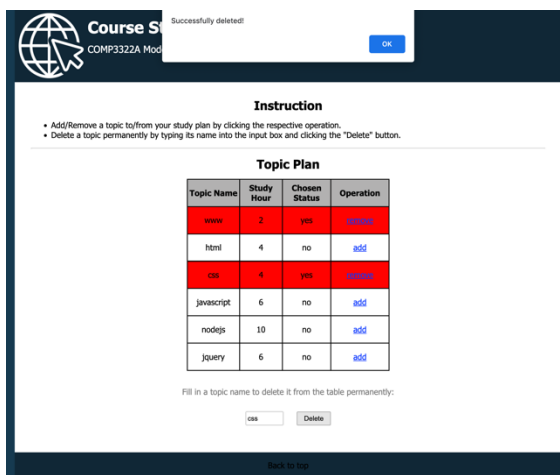 Successfully deleted!
OK
Course St
COMP3322A Mod
Instruction
• Add/Remove a topic to/from your study plan by clicking the respective operation.
• Delete a topic permanently by typing its name into the input box and clicking the "Delete" button.
Topic Plan
Topic Name Study Hour Chosen Status Operation
www 2 yes remove
html 4 no add
css 4 yes remove
javascript 6 no add
nodejs 10 no add
jquery 6 no add
Fill in a topic name to delete it from the table permanently:
css Delete
Back to top